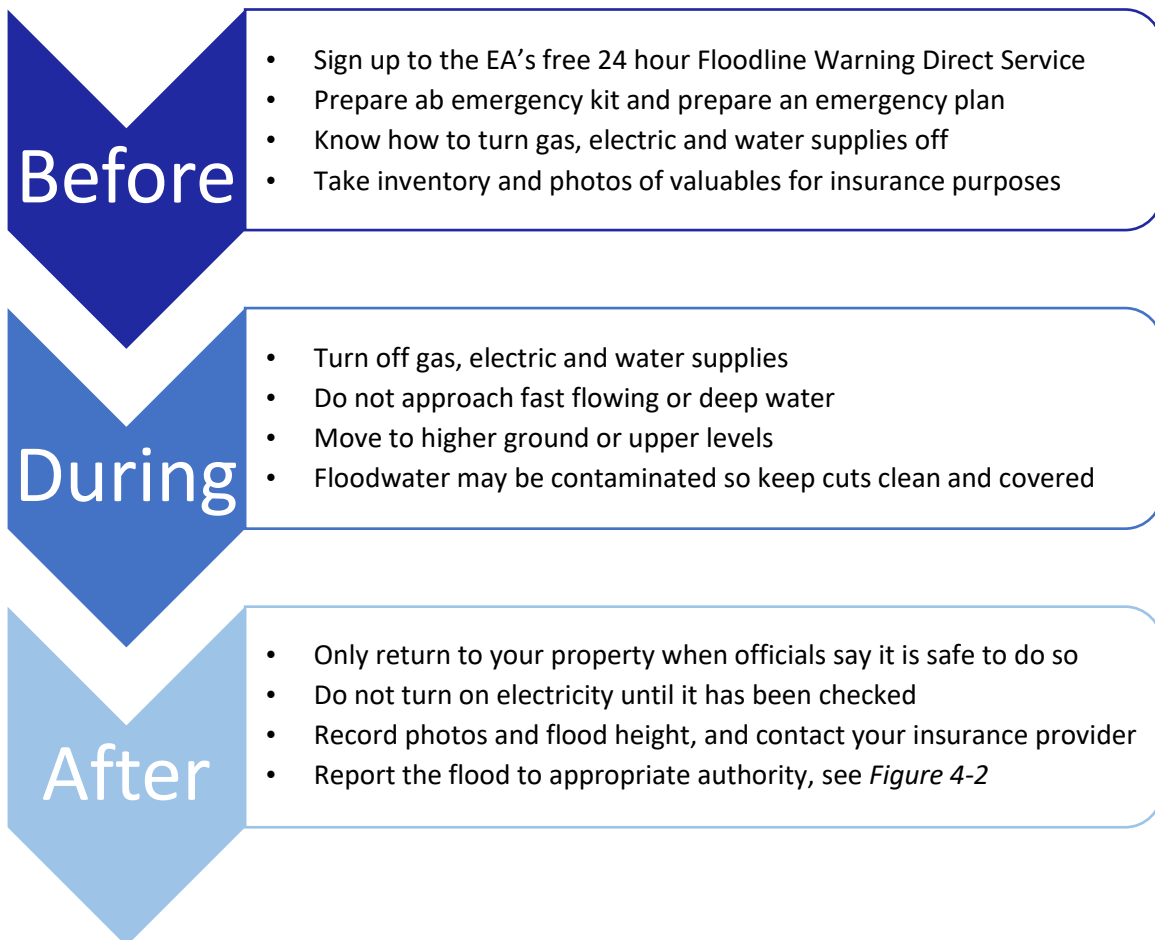 Before
• Sign up to the EA's free 24 hour Floodline Warning Direct Service
• Prepare ab emergency kit and prepare an emergency plan
• Know how to turn gas, electric and water supplies off
• Take inventory and photos of valuables for insurance purposes
During
• Turn off gas, electric and water supplies
• Do not approach fast flowing or deep water
• Move to higher ground or upper levels
• Floodwater may be contaminated so keep cuts clean and covered
After
• Only return to your property when officials say it is safe to do so
• Do not turn on electricity until it has been checked
• Record photos and flood height, and contact your insurance provider
• Report the flood to appropriate authority, see Figure 4-2